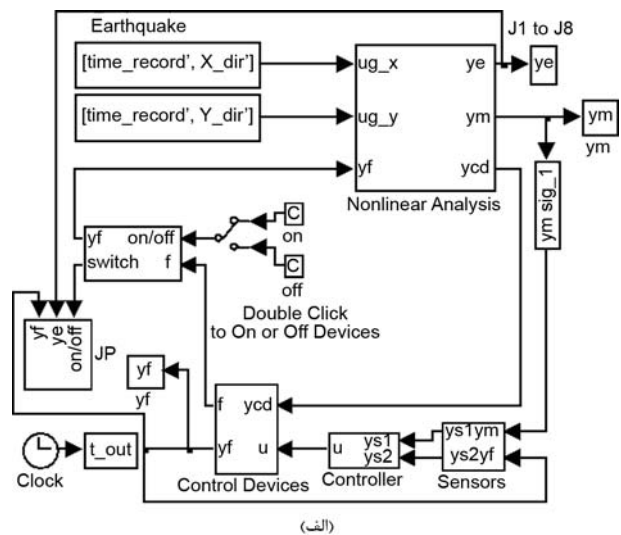 Earthquake
J1 to J8
[time_record', X_dir']
ug_x
ye
ye
[time_record', Y_dir']
ug_y
ym
ym
ym
yf
ycd
Nonlinear Analysis
ym sig_1
yf
on/off
C
on
switch
f
C
off
Double Click
to On or Off Devices
yf
ye
on/off
JP
yf
yf
f
ycd
yf
u
Control Devices
u
ys1
ys2
Controller
ys1ym
ys2yf
Sensors
Clock
t_out
(الف)